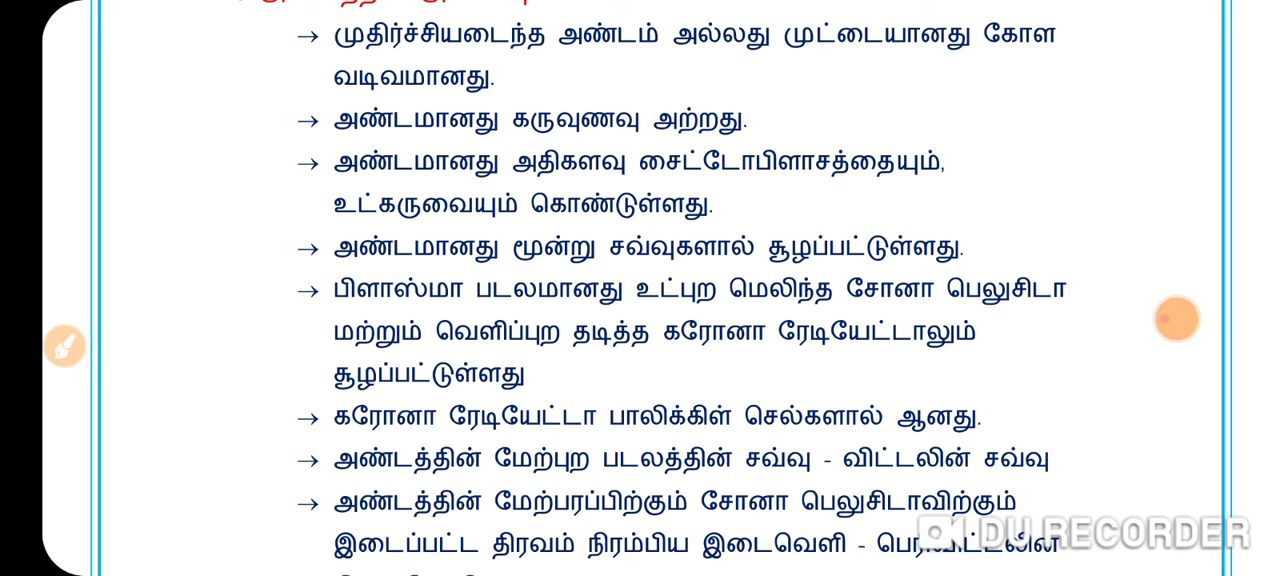 → முதிர்ச்சியடைந்த அண்டம் அல்லது முட்டையானது கோள
வடிவமானது.
→ அண்டமானது கருவுணவு அற்றது.
→ அண்டமானது அதிகளவு சைட்டோபிளாசத்தையும்,
உட்கருவையும் கொண்டுள்ளது.
→ அண்டமானது மூன்று சவ்வுகளால் சூழப்பட்டுள்ளது.
→ பிளாஸ்மா படலமானது உட்புற மெலிந்த சோனா பெலுசிடா
மற்றும் வெளிப்புற தடித்த கரோனா ரேடியேட்டாலும்
சூழப்பட்டுள்ளது
→ கரோனா ரேடியேட்டா பாலிக்கிள் செல்களால் ஆனது.
→ அண்டத்தின் மேற்புற படலத்தின் சவ்வு - விட்டலின் சவ்வு
→ அண்டத்தின் மேற்பரப்பிற்கும் சோனா பெலுசிடாவிற்கும்
இடைப்பட்ட திரவம் நிரம்பிய இடைவெளி -
DU RECORDER